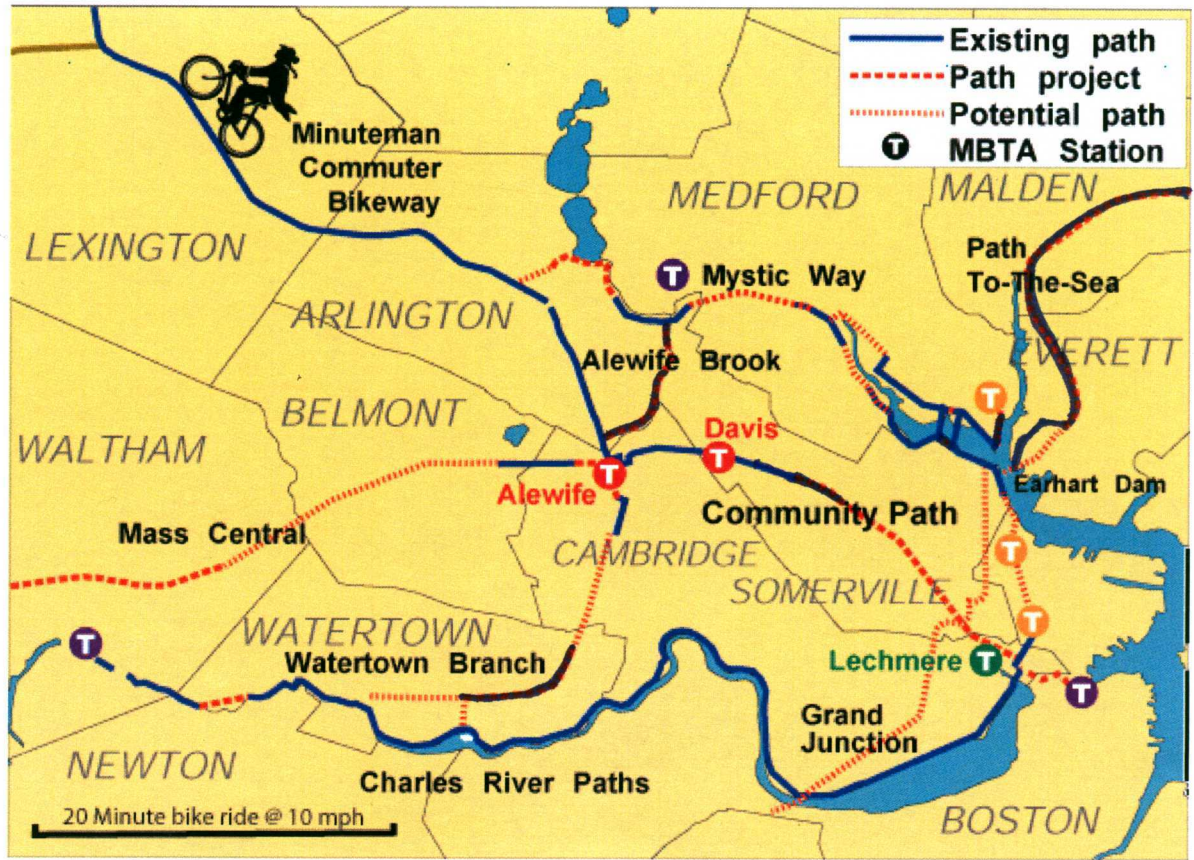 Existing path
Path project
Potential path
T MBTA Station
Minuteman
Commuter
Bikeway
MEDFORD
MALDEN
LEXINGTON
Path
To-The-Sea
T
Mystic Way
ARLINGTON
EVERETT
Alewife Brook
BELMONT
T
Davis
WALTHAM
T
T
Alewife
Earhart Dam
Community Path
Mass Central
CAMBRIDGE
T
SOMERVILLE
T
WATERTOWN
T
Watertown Branch
Lechmere T
T
Grand
Junction
NEWTON
Charles River Paths
20 Minute bike ride @ 10 mph
BOSTON